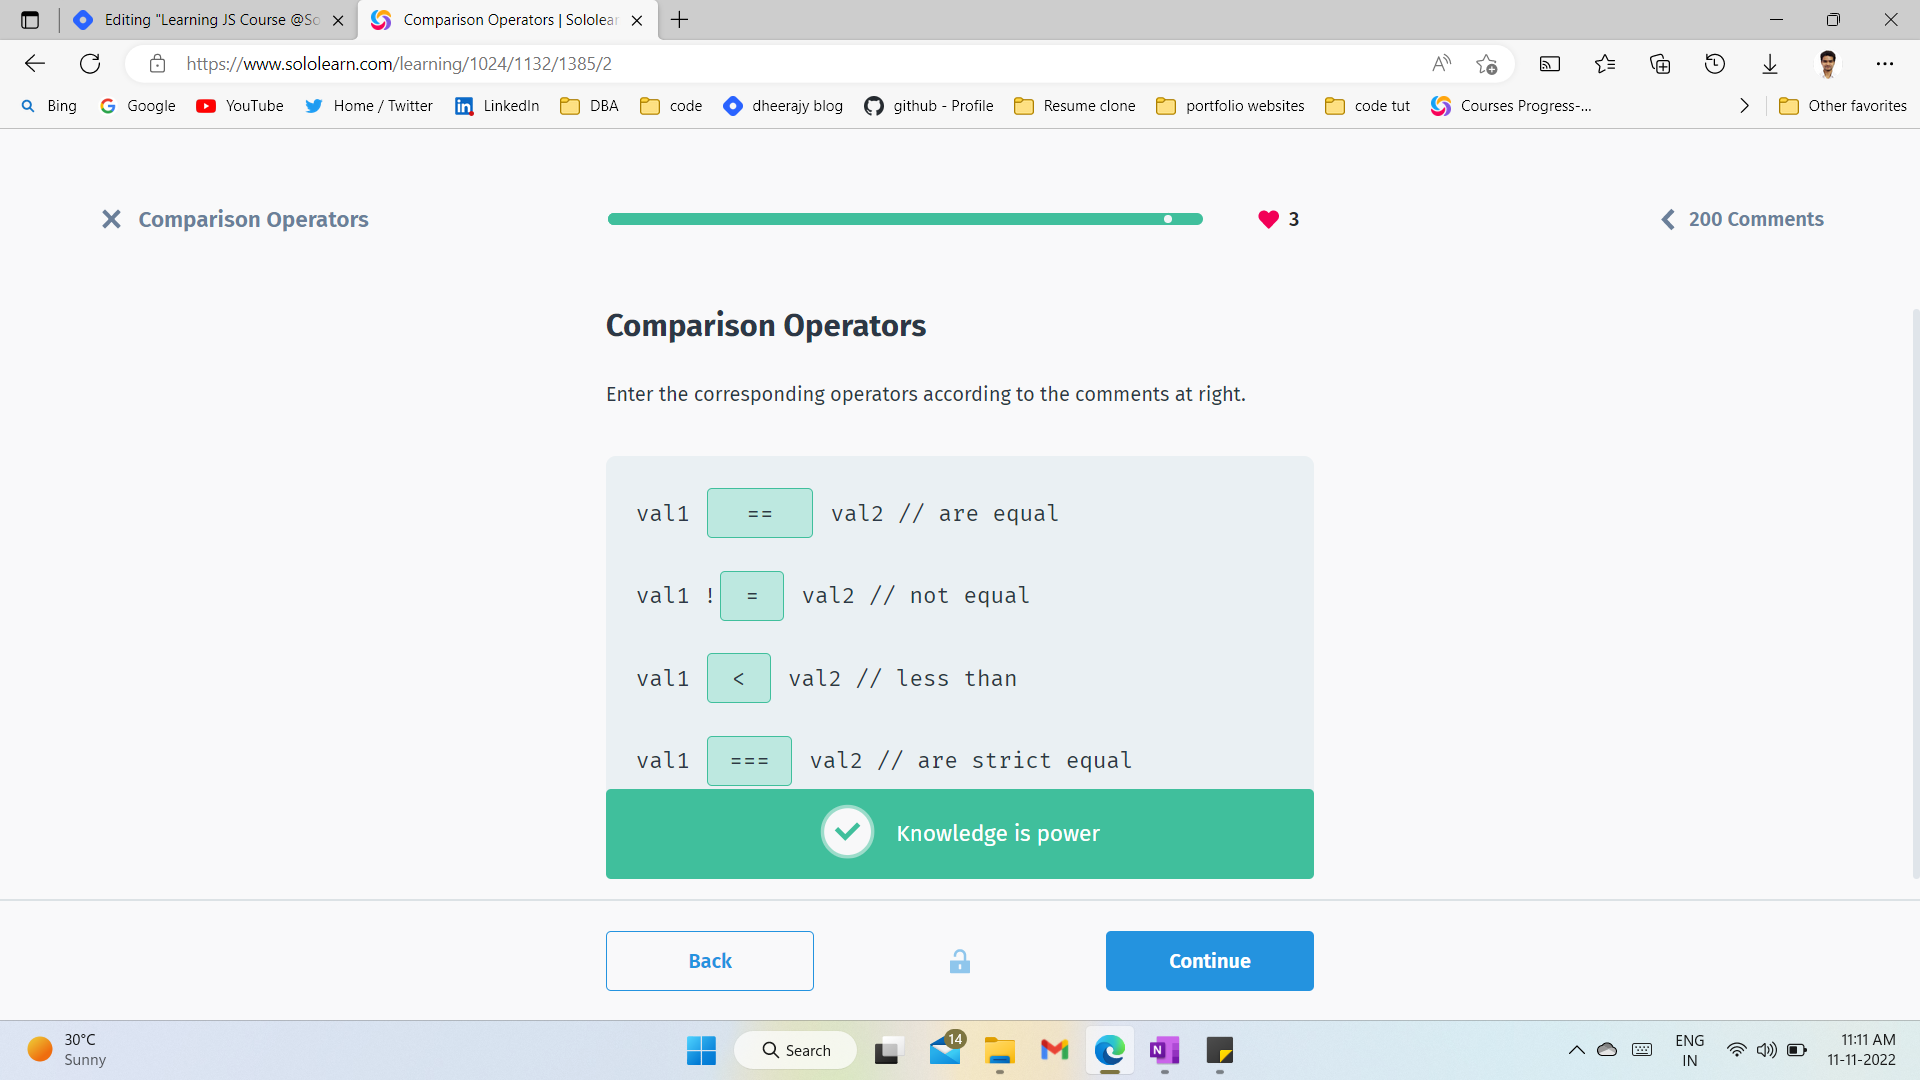 Editing "Learning JS Course @So
Comparison Operators | Sololear
https://www.sololearn.com/learning/1024/1132/1385/2
Bing
Google
YouTube
Home / Twitter
LinkedIn
DBA
code
dheerajy blog
github - Profile
Resume clone
portfolio websites
code tut
Courses Progress-...
Other favorites
Comparison Operators
3
200 Comments
Comparison Operators
Enter the corresponding operators according to the comments at right.
val1 == val2 // are equal
val1 != val2 // not equal
val1 < val2 // less than
val1 === val2 // are strict equal
Knowledge is power
Back
Continue
30°C
Sunny
Search
14
ENG
IN
11:11 AM
11-11-2022